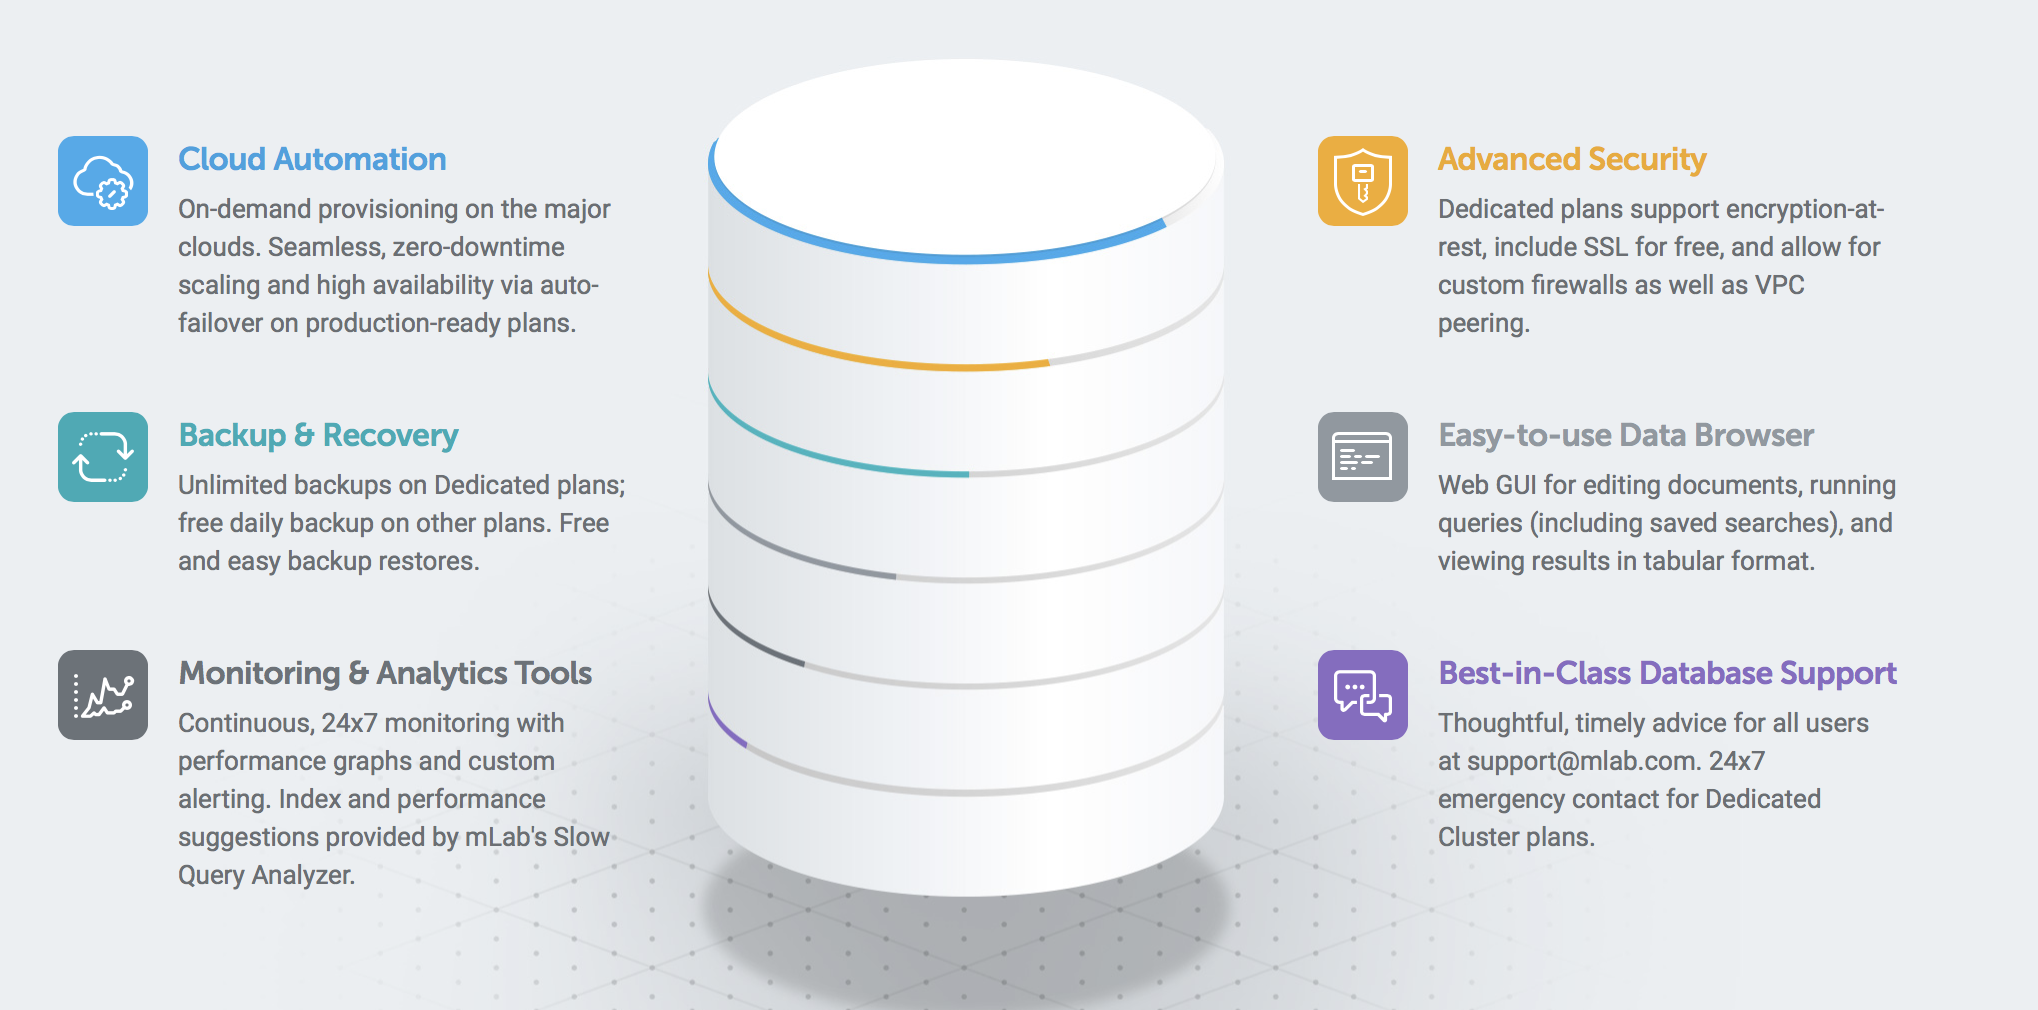 Cloud Automation
On-demand provisioning on the major
clouds. Seamless, zero-downtime
scaling and high availability via auto-
failover on production-ready plans.
Backup & Recovery
Unlimited backups on Dedicated plans;
free daily backup on other plans. Free
and easy backup restores.
Monitoring & Analytics Tools
Continuous, 24x7 monitoring with
performance graphs and custom
alerting. Index and performance
suggestions provided by mLab's Slow
Query Analyzer.
Advanced Security
Dedicated plans support encryption-at-
rest, include SSL for free, and allow for
custom firewalls as well as VPC
peering.
Easy-to-use Data Browser
Web GUI for editing documents, running
queries (including saved searches), and
viewing results in tabular format.
Best-in-Class Database Support
Thoughtful, timely advice for all users
at support@mlab.com. 24x7
emergency contact for Dedicated
Cluster plans.